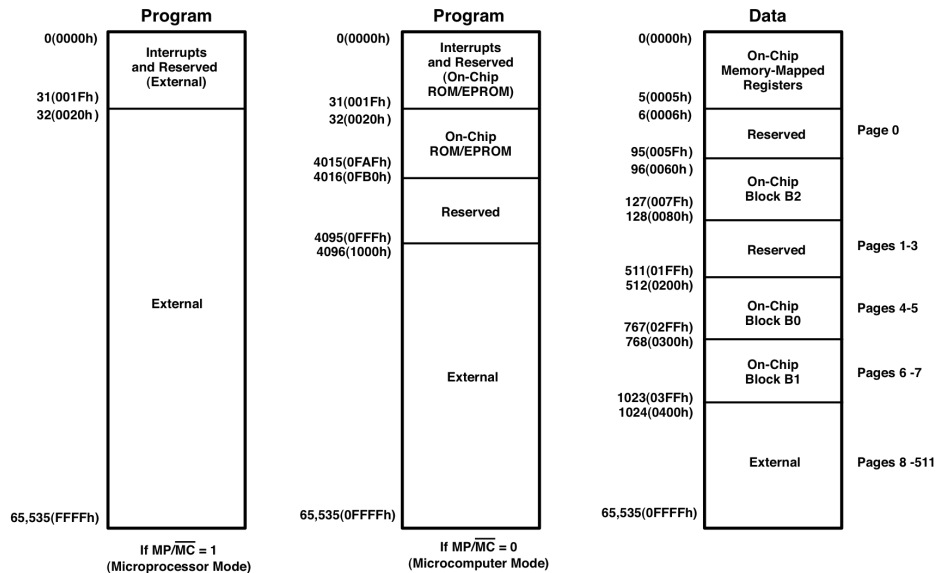 Program
0(0000h)
Interrupts
and Reserved
(External)
31(001Fh)
32(0020h)
External
65,535(FFFFh)
If MP/MC = 1
(Microprocessor Mode)
Program
0(0000h)
Interrupts
and Reserved
(On-Chip
ROM/EPROM)
31(001Fh)
32(0020h)
On-Chip
ROM/EPROM
4015(0FAFh)
4016(0FB0h)
Reserved
4095(0FFFh)
4096(1000h)
External
65,535(0FFFFh)
If MP/MC = 0
(Microcomputer Mode)
Data
0(0000h)
On-Chip
Memory-Mapped
Registers
5(0005h)
6(0006h)
Reserved
Page 0
95(005Fh)
96(0060h)
On-Chip
Block B2
127(007Fh)
128(0080h)
Reserved
Pages 1-3
511(01FFh)
512(0200h)
On-Chip
Block B0
Pages 4-5
767(02FFh)
768(0300h)
On-Chip
Block B1
Pages 6 -7
1023(03FFh)
1024(0400h)
External
Pages 8 -511
65,535(0FFFFh)